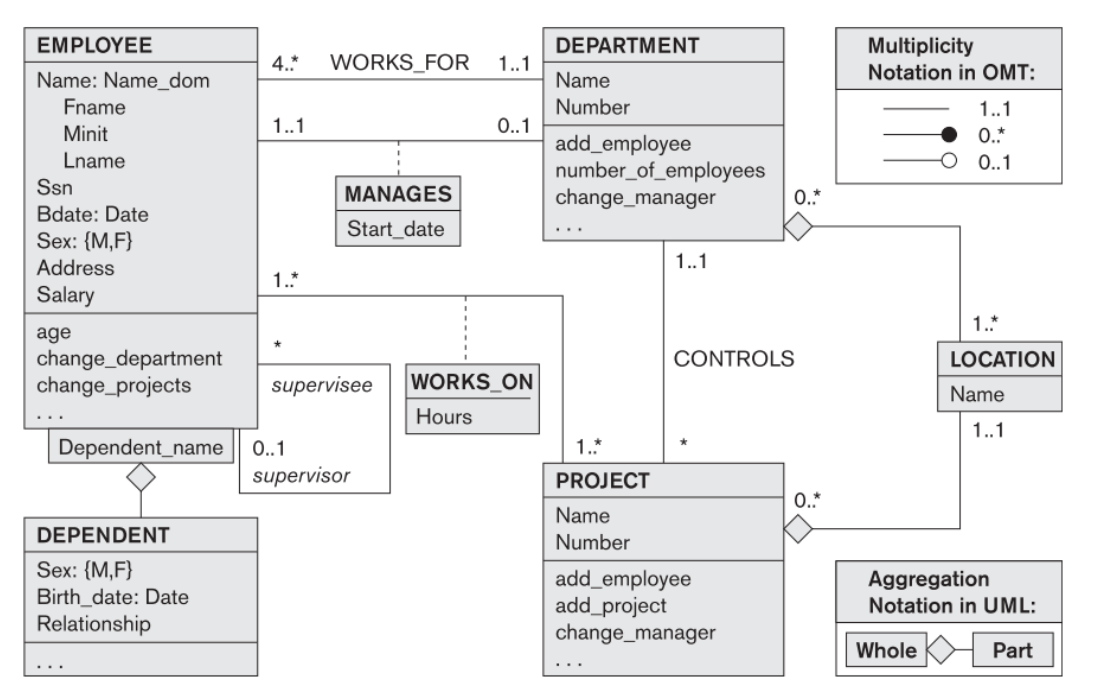 EMPLOYEE
Name: Name_dom
Fname
Minit
Lname
Ssn
Bdate: Date
Sex: {M,F}
Address
Salary
age
change_department
change_projects
. . .
Dependent_name
DEPENDENT
Sex: {M,F}
Birth_date: Date
Relationship
. . .
4..* WORKS_FOR 1..1
1..1 0..1
MANAGES
Start_date
1..*
*
supervisee
0..1
supervisor
WORKS_ON
Hours
1..*
DEPARTMENT
Name
Number
add_employee
number_of_employees
change_manager
. . .
0..*
1..1
CONTROLS
*
PROJECT
Name
Number
add_employee
add_project
change_manager
. . .
0..*
1..*
LOCATION
Name
1..1
Multiplicity
Notation in OMT:
1..1
0..*
0..1
Aggregation
Notation in UML:
Whole Part